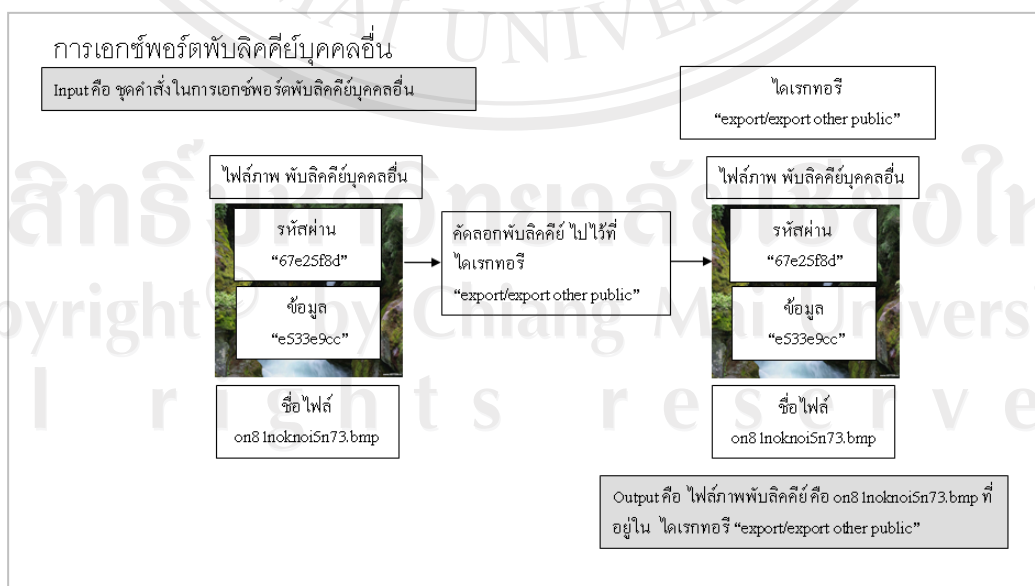 MAI UNIVE
การเอกซ์พอร์ตพับลิคคีย์บุคคลอื่น
Input คือ ชุดคำสั่งในการเอกซ์พอร์ตพับลิคคีย์บุคคลอื่น
ไดเรกทอรี
“export/export other public”
ไฟล์ภาพ พับลิคคีย์บุคคลอื่น
รหัสผ่าน
“67e25f8d”
ข้อมูล
“e533e9cc”
ชื่อไฟล์
on81noknoi5n73.bmp
คัดลอกพับลิคคีย์ ไปไว้ที่
ไดเรกทอรี
“export/export other public”
ไฟล์ภาพ พับลิคคีย์บุคคลอื่น
รหัสผ่าน
“67e25f8d”
ข้อมูล
“e533e9cc”
ชื่อไฟล์
on81noknoi5n73.bmp
Output คือ ไฟล์ภาพพับลิคคีย์ คือ on81noknoi5n73.bmp ที่
อยู่ใน ไดเรกทอรี “export/export other public”
pyright © by Chiang Mai Univers
l rights reserve